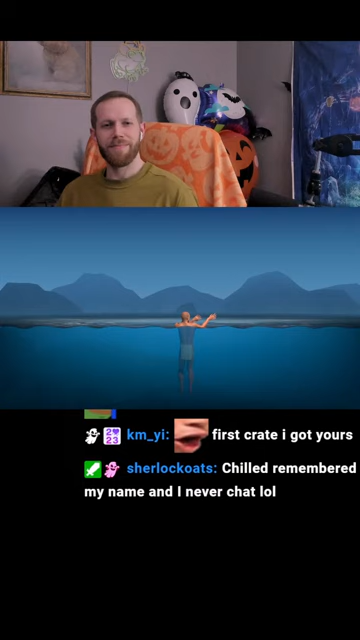 km_yi: first crate i got yours
sherlockoats: Chilled remembered
my name and I never chat lol